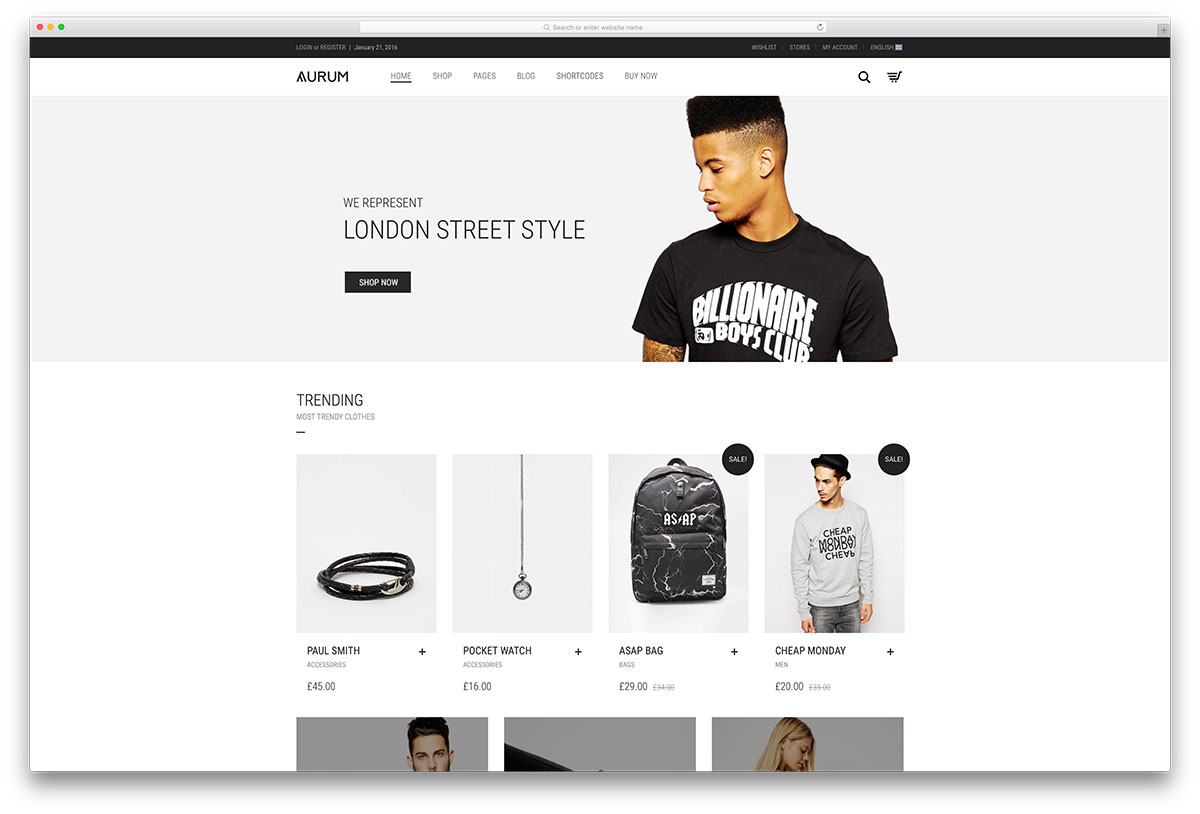 Search or enter website name
LOGIN or REGISTER | January 21, 2016
WISHLIST
STORES
MY ACCOUNT
ENGLISH
AURUM
HOME
SHOP
PAGES
BLOG
SHORTCODES
BUY NOW
WE REPRESENT
LONDON STREET STYLE
SHOP NOW
BILLIONAIRE
BOYS CLUB
TRENDING
MOST TRENDY CLOTHES
SALE!
SALE!
ASAP
CHEAP
MONDAY
PAUL SMITH +
ACCESSORIES
£45.00
POCKET WATCH +
ACCESSORIES
£16.00
ASAP BAG +
BAGS
£29.00 £34.00
CHEAP MONDAY +
MEN
£20.00 £35.00